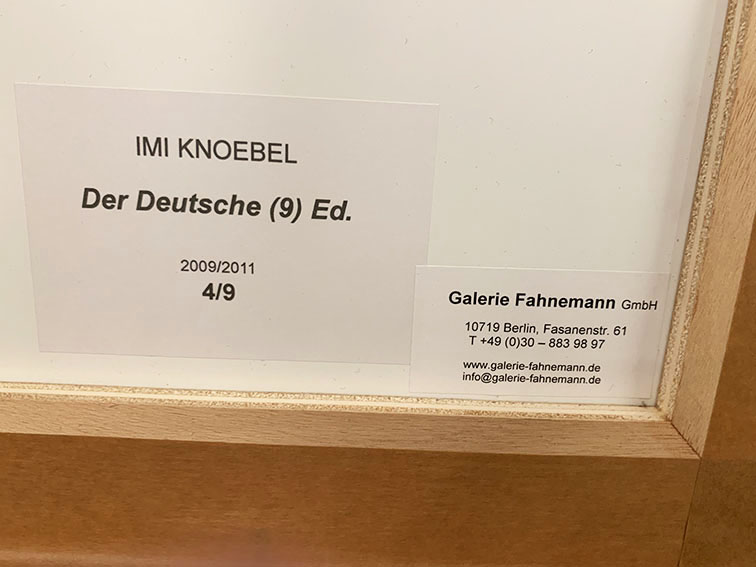 IMI KNOEBEL
Der Deutsche (9) Ed.
2009/2011
4/9
Galerie Fahnemann GmbH
10719 Berlin, Fasanenstr. 61
T +49 (0)30 – 883 98 97
www.galerie-fahnemann.de
info@galerie-fahnemann.de